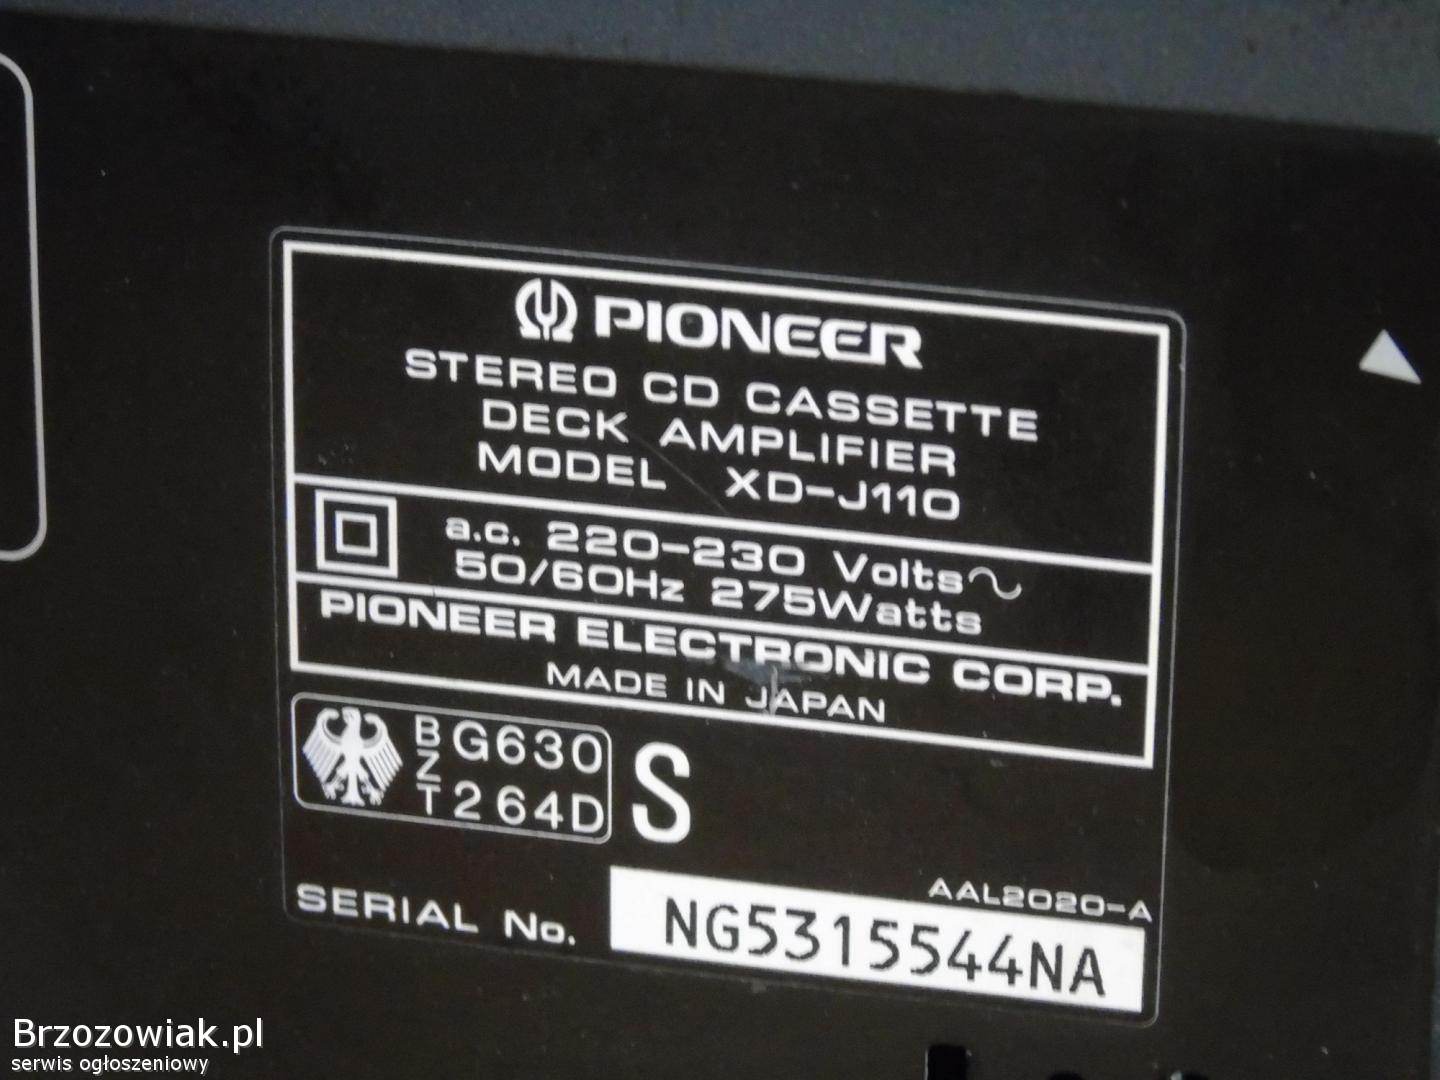 PIONEER
STEREO CD CASSETTE
DECK AMPLIFIER
MODEL XD-J110
a.c. 220-230 Volts~
50/60Hz 275Watts
PIONEER ELECTRONIC CORP.
MADE IN JAPAN
BZT G630
264D
S
AAL2020-A
SERIAL No. NG5315544NA
Brzozowiak.pl
serwis ogłoszeniowy